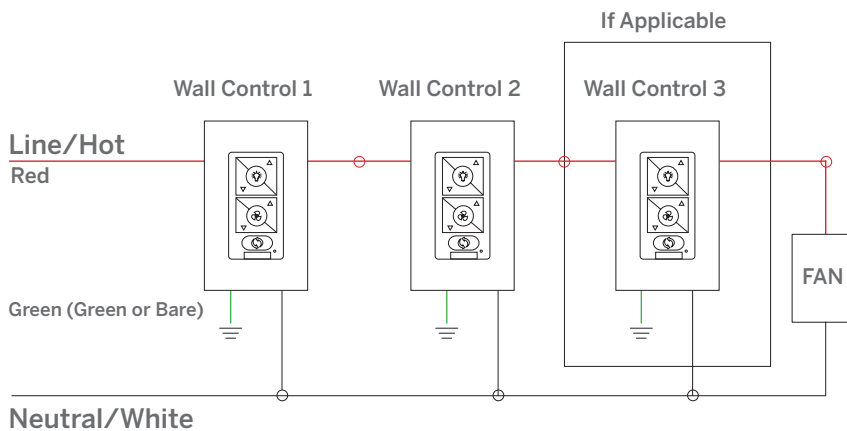 If Applicable
Wall Control 1
Wall Control 2
Wall Control 3
Line/Hot
Red
FAN
Green (Green or Bare)
Neutral/White